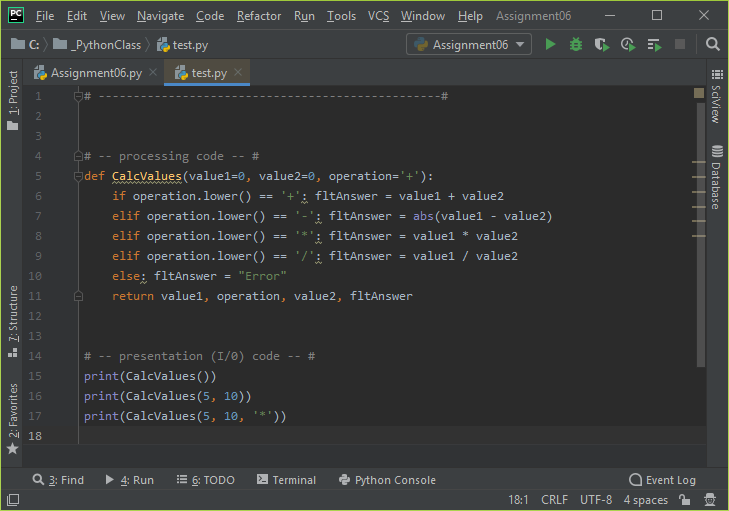 PC File Edit View Navigate Code Refactor Run Tools VCS Window Help Assignment06
C: _PythonClass test.py Assignment06
Assignment06.py test.py
1: Project
7: Structure
2: Favorites
1 # -------------------------------------------------#
2
3
4 # -- processing code -- #
5 def CalcValues(value1=0, value2=0, operation='+'):
6 if operation.lower() == '+': fltAnswer = value1 + value2
7 elif operation.lower() == '-': fltAnswer = abs(value1 - value2)
8 elif operation.lower() == '*': fltAnswer = value1 * value2
9 elif operation.lower() == '/': fltAnswer = value1 / value2
10 else: fltAnswer = "Error"
11 return value1, operation, value2, fltAnswer
12
13
14 # -- presentation (I/0) code -- #
15 print(CalcValues())
16 print(CalcValues(5, 10))
17 print(CalcValues(5, 10, '*'))
18
SciView
Database
3: Find 4: Run 6: TODO Terminal Python Console Event Log
18:1 CRLF UTF-8 4 spaces